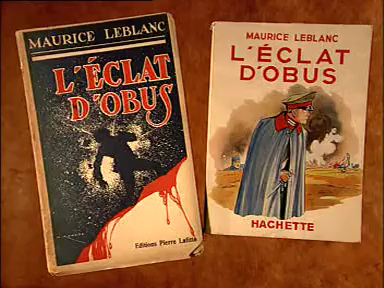 MAURICE LEBLANC
L'ÉCLAT
D'OBUS
Editions Pierre Lafitte
MAURICE LEBLANC
L'ÉCLAT
D'OBUS
HACHETTE